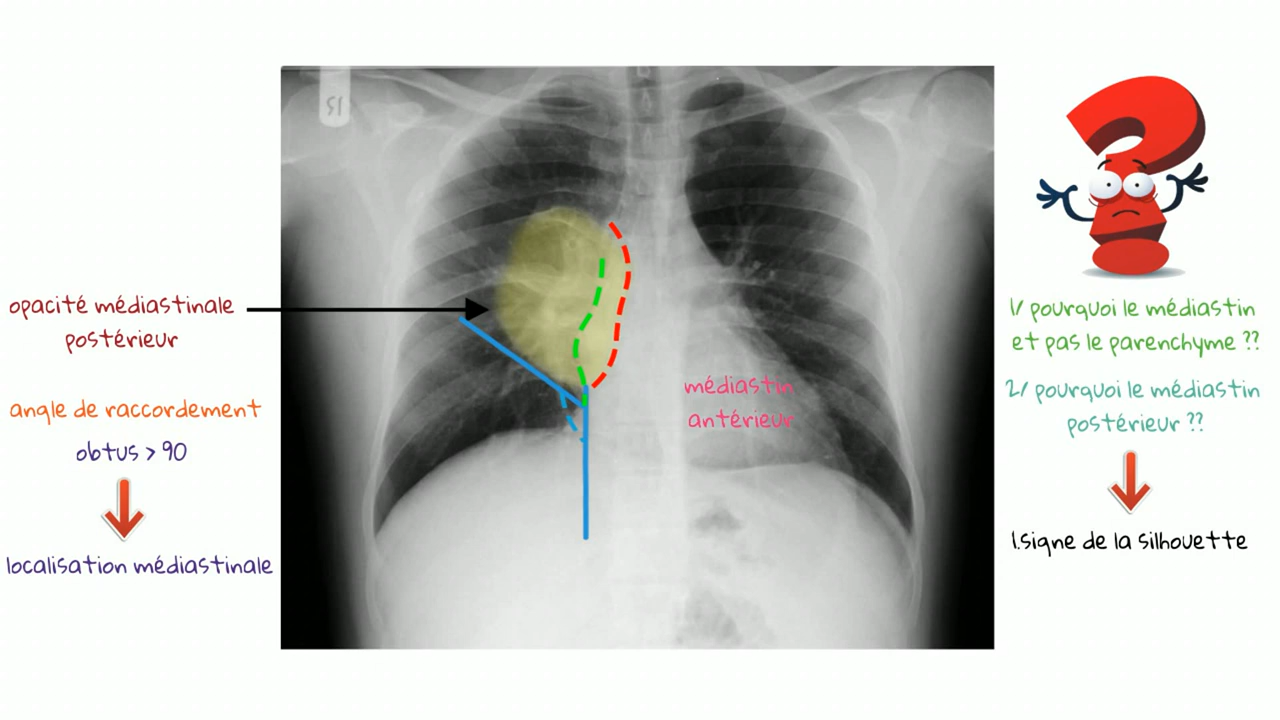 opacité médiastinale
postérieur
angle de raccordement
obtus > 90
localisation médiastinale
médiastin
antérieur
1/ pourquoi le médiastin
et pas le parenchyme ??
2/ pourquoi le médiastin
postérieur ??
1.signe de la silhouette